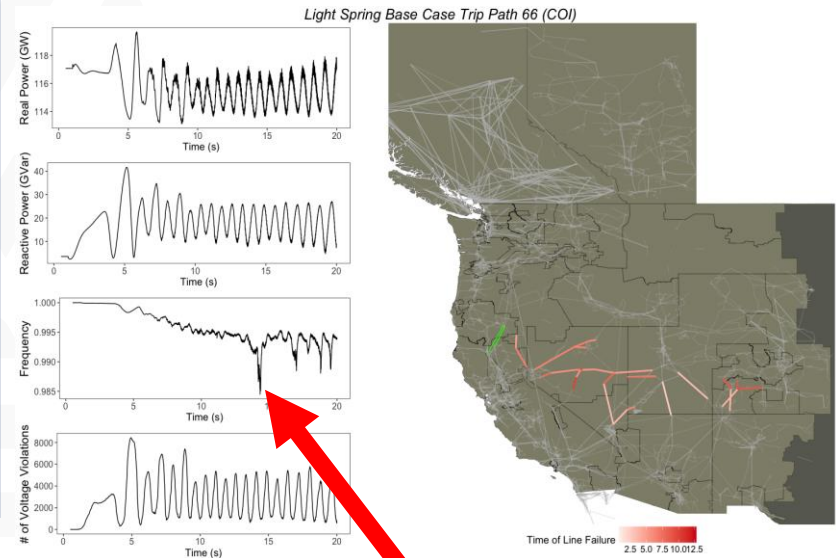 Light Spring Base Case Trip Path 66 (COI)
Real Power (GW)
118
116
114
0 5 10 15 20
Time (s)
Reactive Power (GVar)
40
30
20
10
0 5 10 15 20
Time (s)
Frequency
1.000
0.995
0.990
0.985
0 5 10 15 20
Time (s)
# of Voltage Violations
8000
6000
4000
2000
0
0 5 10 15 20
Time (s)
Time of Line Failure
2.5 5.0 7.5 10.0 12.5